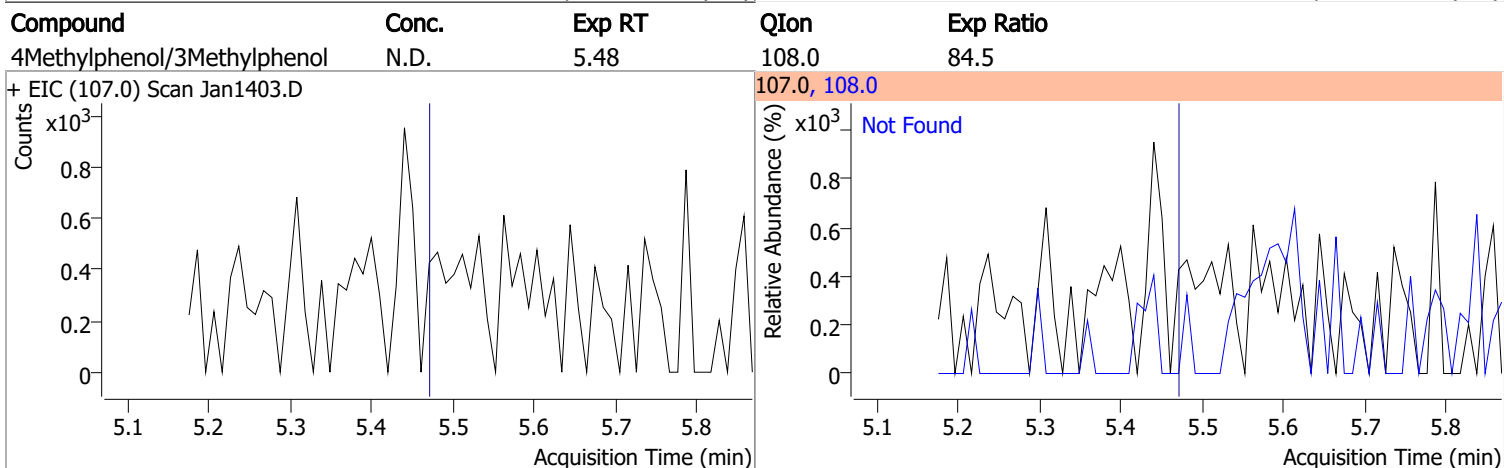 Compound Conc. Exp RT QIon Exp Ratio
4Methylphenol/3Methylphenol N.D. 5.48 108.0 84.5
+ EIC (107.0) Scan Jan1403.D
Counts
x10³
0.8
0.6
0.4
0.2
0
5.1 5.2 5.3 5.4 5.5 5.6 5.7 5.8
Acquisition Time (min)
107.0, 108.0
Relative Abundance (%)
x10³
Not Found
0.8
0.6
0.4
0.2
0
5.1 5.2 5.3 5.4 5.5 5.6 5.7 5.8
Acquisition Time (min)